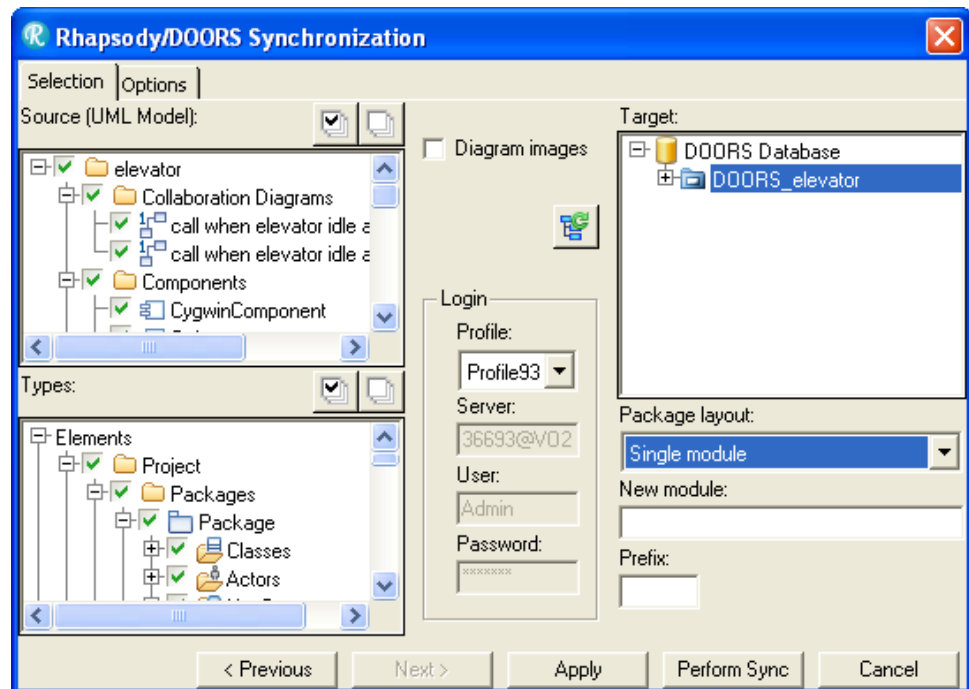 Rhapsody/DOORS Synchronization
Selection
Options
Source (UML Model):
elevator
Collaboration Diagrams
call when elevator idle a
call when elevator idle a
Components
CygwinComponent
Types:
Elements
Project
Packages
Package
Classes
Actors
Diagram images
Login
Profile:
Profile93
Server:
36693@VO2
User:
Admin
Password:
xxxxxxx
Target:
DOORS Database
DOORS_elevator
Package layout:
Single module
New module:
Prefix:
< Previous
Next >
Apply
Perform Sync
Cancel